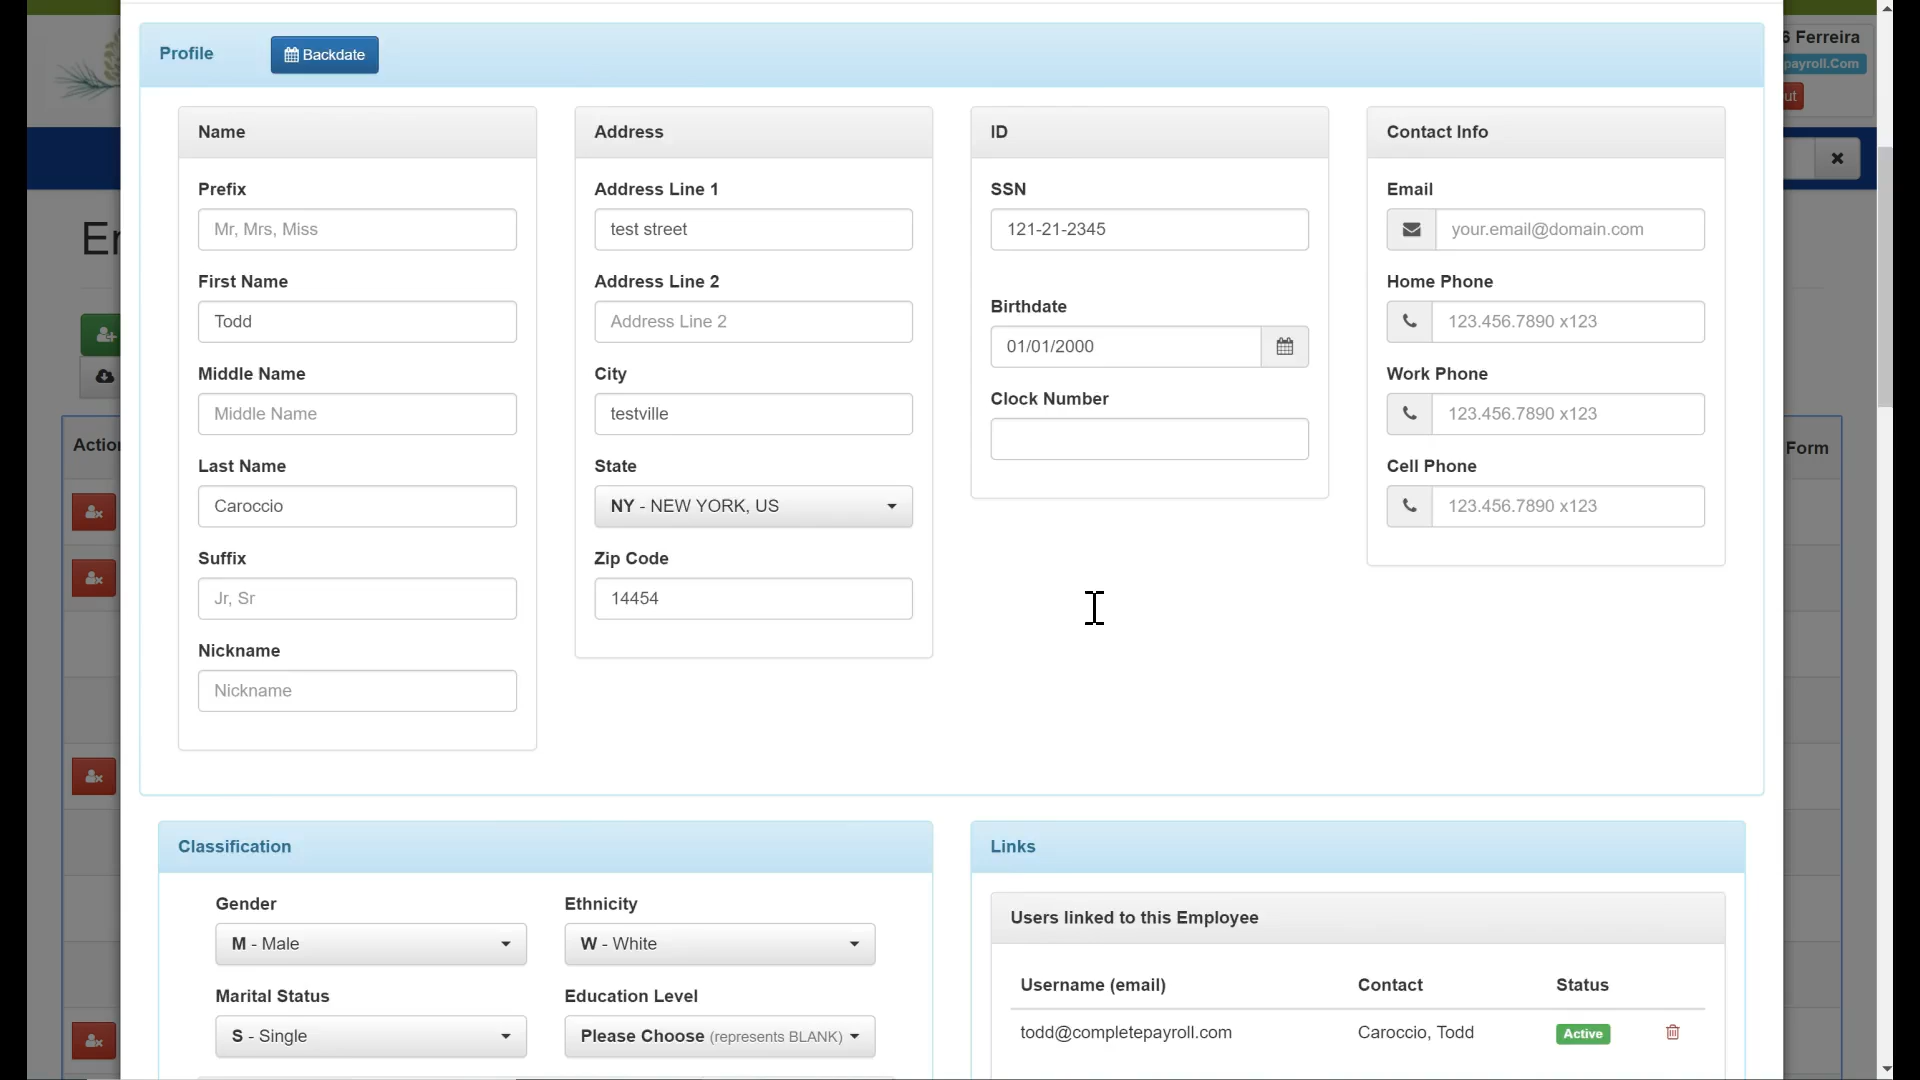 6 Ferreira
payroll.Com
ut
Er
Action
Form
Profile
Backdate
Name
Prefix
Mr, Mrs, Miss
First Name
Todd
Middle Name
Middle Name
Last Name
Caroccio
Suffix
Jr, Sr
Nickname
Nickname
Address
Address Line 1
test street
Address Line 2
Address Line 2
City
testville
State
NY - NEW YORK, US
Zip Code
14454
ID
SSN
121-21-2345
Birthdate
01/01/2000
Clock Number
Contact Info
Email
your.email@domain.com
Home Phone
123.456.7890 x123
Work Phone
123.456.7890 x123
Cell Phone
123.456.7890 x123
Classification
Gender
M - Male
Ethnicity
W - White
Marital Status
S - Single
Education Level
Please Choose (represents BLANK)
Links
Users linked to this Employee
Username (email) Contact Status
todd@completepayroll.com Caroccio, Todd Active